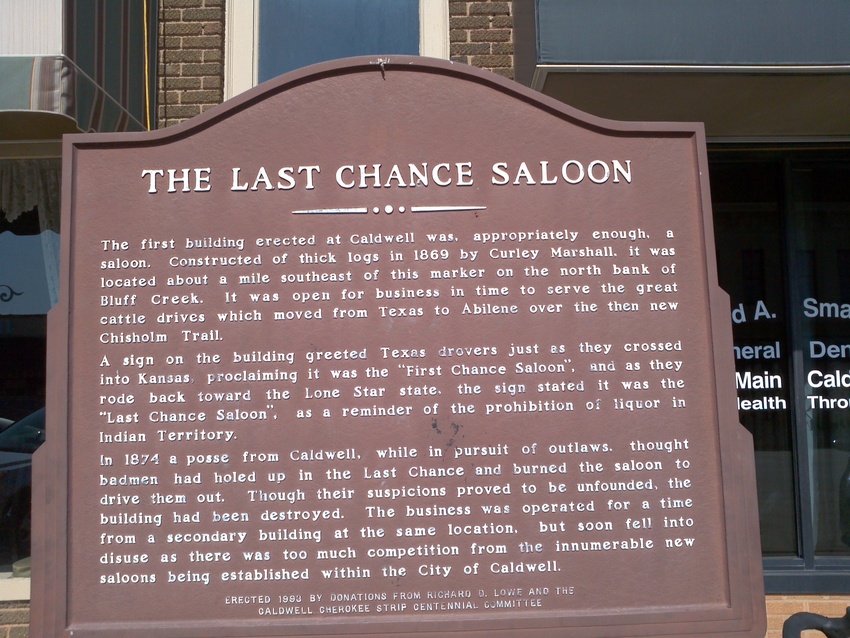 THE LAST CHANCE SALOON
The first building erected at Caldwell was, appropriately enough, a
saloon. Constructed of thick logs in 1869 by Curley Marshall, it was
located about a mile southeast of this marker on the north bank of
Bluff Creek. It was open for business in time to serve the great
cattle drives which moved from Texas to Abilene over the then new
Chisholm Trail.
A sign on the building greeted Texas drovers just as they crossed
into Kansas, proclaiming it was the "First Chance Saloon", and as they
rode back toward the Lone Star state, the sign stated it was the
"Last Chance Saloon", as a reminder of the prohibition of liquor in
Indian Territory.
In 1874 a posse from Caldwell, while in pursuit of outlaws, thought
badmen had holed up in the Last Chance and burned the saloon to
drive them out. Though their suspicions proved to be unfounded, the
building had been destroyed. The business was operated for a time
from a secondary building at the same location, but soon fell into
disuse as there was too much competition from the innumerable new
saloons being established within the City of Caldwell.
ERECTED 1993 BY DONATIONS FROM RICHARD D. LOWE AND THE
CALDWELL CHEROKEE STRIP CENTENNIAL COMMITTEE
d A. Sma
neral Den
Main Cald
Health Throu